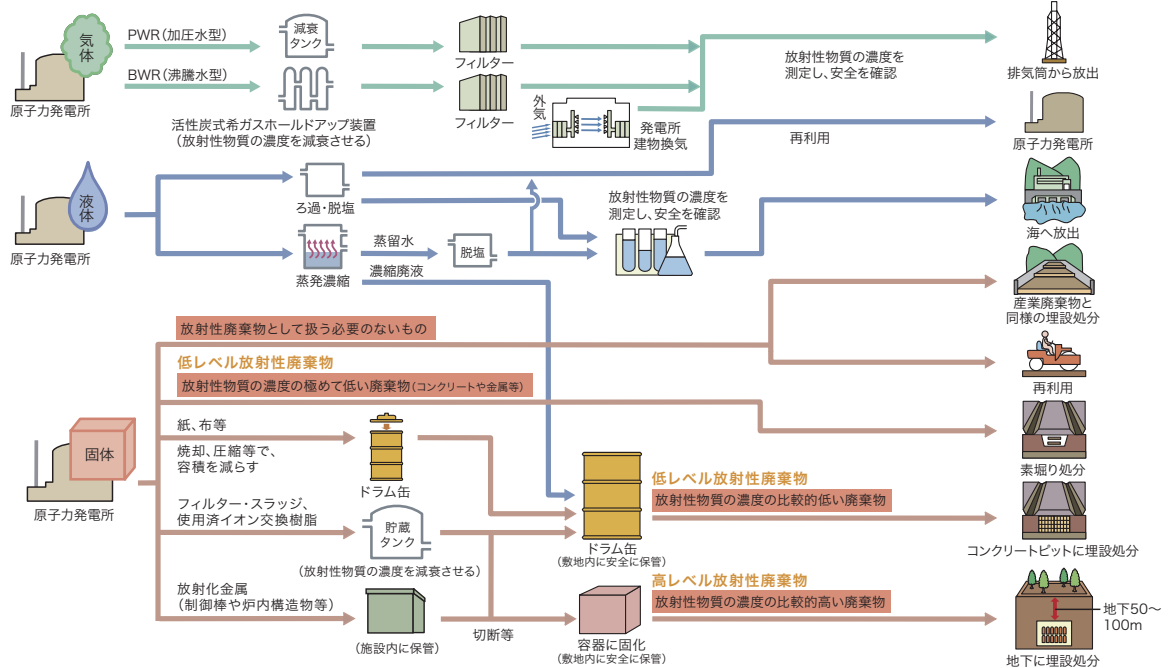 気体
原子力発電所
PWR（加圧水型）
減衰
タンク
フィルター
BWR（沸騰水型）
活性炭式希ガスホールドアップ装置
（放射性物質の濃度を減衰させる）
フィルター
外気
発電所
建物換気
放射性物質の濃度を
測定し、安全を確認
排気筒から放出
再利用
原子力発電所
液体
原子力発電所
ろ過・脱塩
蒸発濃縮
蒸留水
脱塩
濃縮廃液
放射性物質の濃度を
測定し、安全を確認
海へ放出
産業廃棄物と
同様の埋設処分
固体
原子力発電所
放射性廃棄物として扱う必要のないもの
再利用
低レベル放射性廃棄物
放射性物質の濃度の極めて低い廃棄物（コンクリートや金属等）
素堀り処分
紙、布等
焼却、圧縮等で、
容積を減らす
ドラム缶
フィルター・スラッジ、
使用済イオン交換樹脂
貯蔵
タンク
（放射性物質の濃度を減衰させる）
ドラム缶
（敷地内に安全に保管）
低レベル放射性廃棄物
放射性物質の濃度の比較的低い廃棄物
コンクリートピットに埋設処分
放射化金属
（制御棒や炉内構造物等）
（施設内に保管）
切断等
容器に固化
（敷地内に安全に保管）
高レベル放射性廃棄物
放射性物質の濃度の比較的高い廃棄物
地下50〜
100m
地下に埋設処分